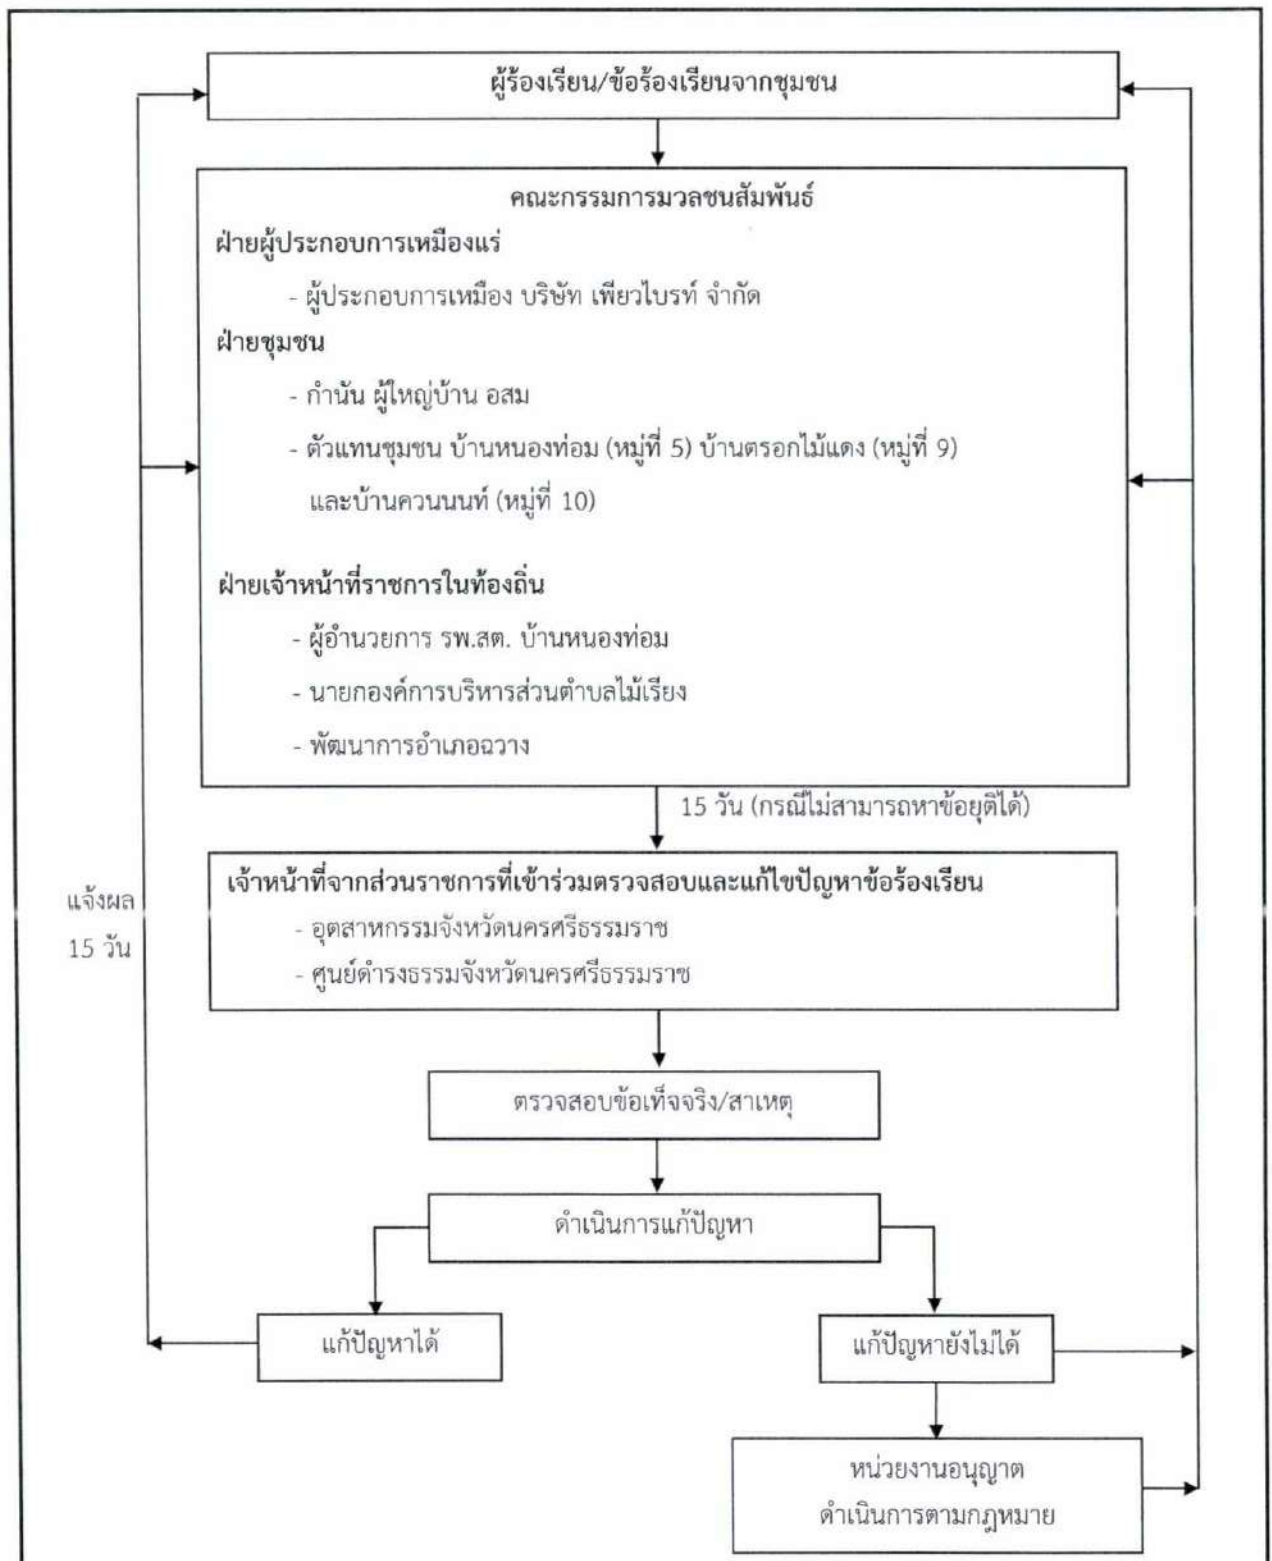 ผู้ร้องเรียน/ข้อร้องเรียนจากชุมชน
คณะกรรมการมวลชนสัมพันธ์
ฝ่ายผู้ประกอบการเหมืองแร่
- ผู้ประกอบการเหมือง บริษัท เพียวไบรท์ จำกัด
ฝ่ายชุมชน
- กำนัน ผู้ใหญ่บ้าน อสม
- ตัวแทนชุมชน บ้านหนองท่อม (หมู่ที่ 5) บ้านตรอกไม้แดง (หมู่ที่ 9)
และบ้านควนนนท์ (หมู่ที่ 10)
ฝ่ายเจ้าหน้าที่ราชการในท้องถิ่น
- ผู้อำนวยการ รพ.สต. บ้านหนองท่อม
- นายกองค์การบริหารส่วนตำบลไม้เรียง
- พัฒนาการอำเภอฉวาง
15 วัน (กรณีไม่สามารถหาข้อยุติได้)
เจ้าหน้าที่จากส่วนราชการที่เข้าร่วมตรวจสอบและแก้ไขปัญหาข้อร้องเรียน
- อุตสาหกรรมจังหวัดนครศรีธรรมราช
- ศูนย์ดำรงธรรมจังหวัดนครศรีธรรมราช
แจ้งผล
15 วัน
ตรวจสอบข้อเท็จจริง/สาเหตุ
ดำเนินการแก้ปัญหา
แก้ปัญหาได้
แก้ปัญหายังไม่ได้
หน่วยงานอนุญาต
ดำเนินการตามกฎหมาย